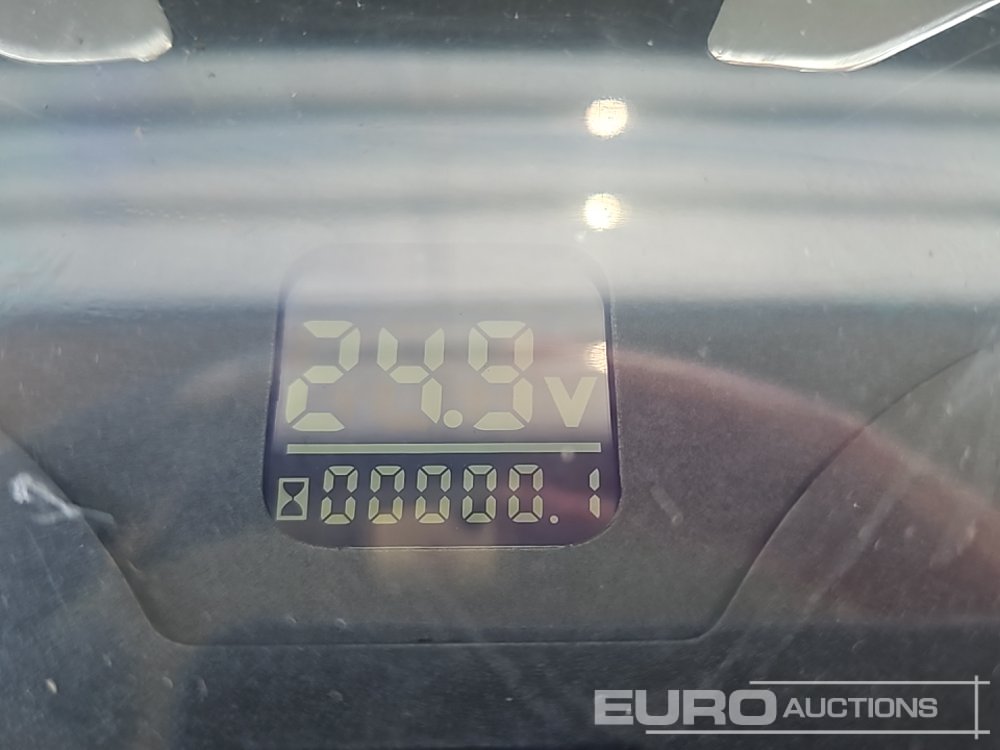 24.9V
00000.1
EURO AUCTIONS